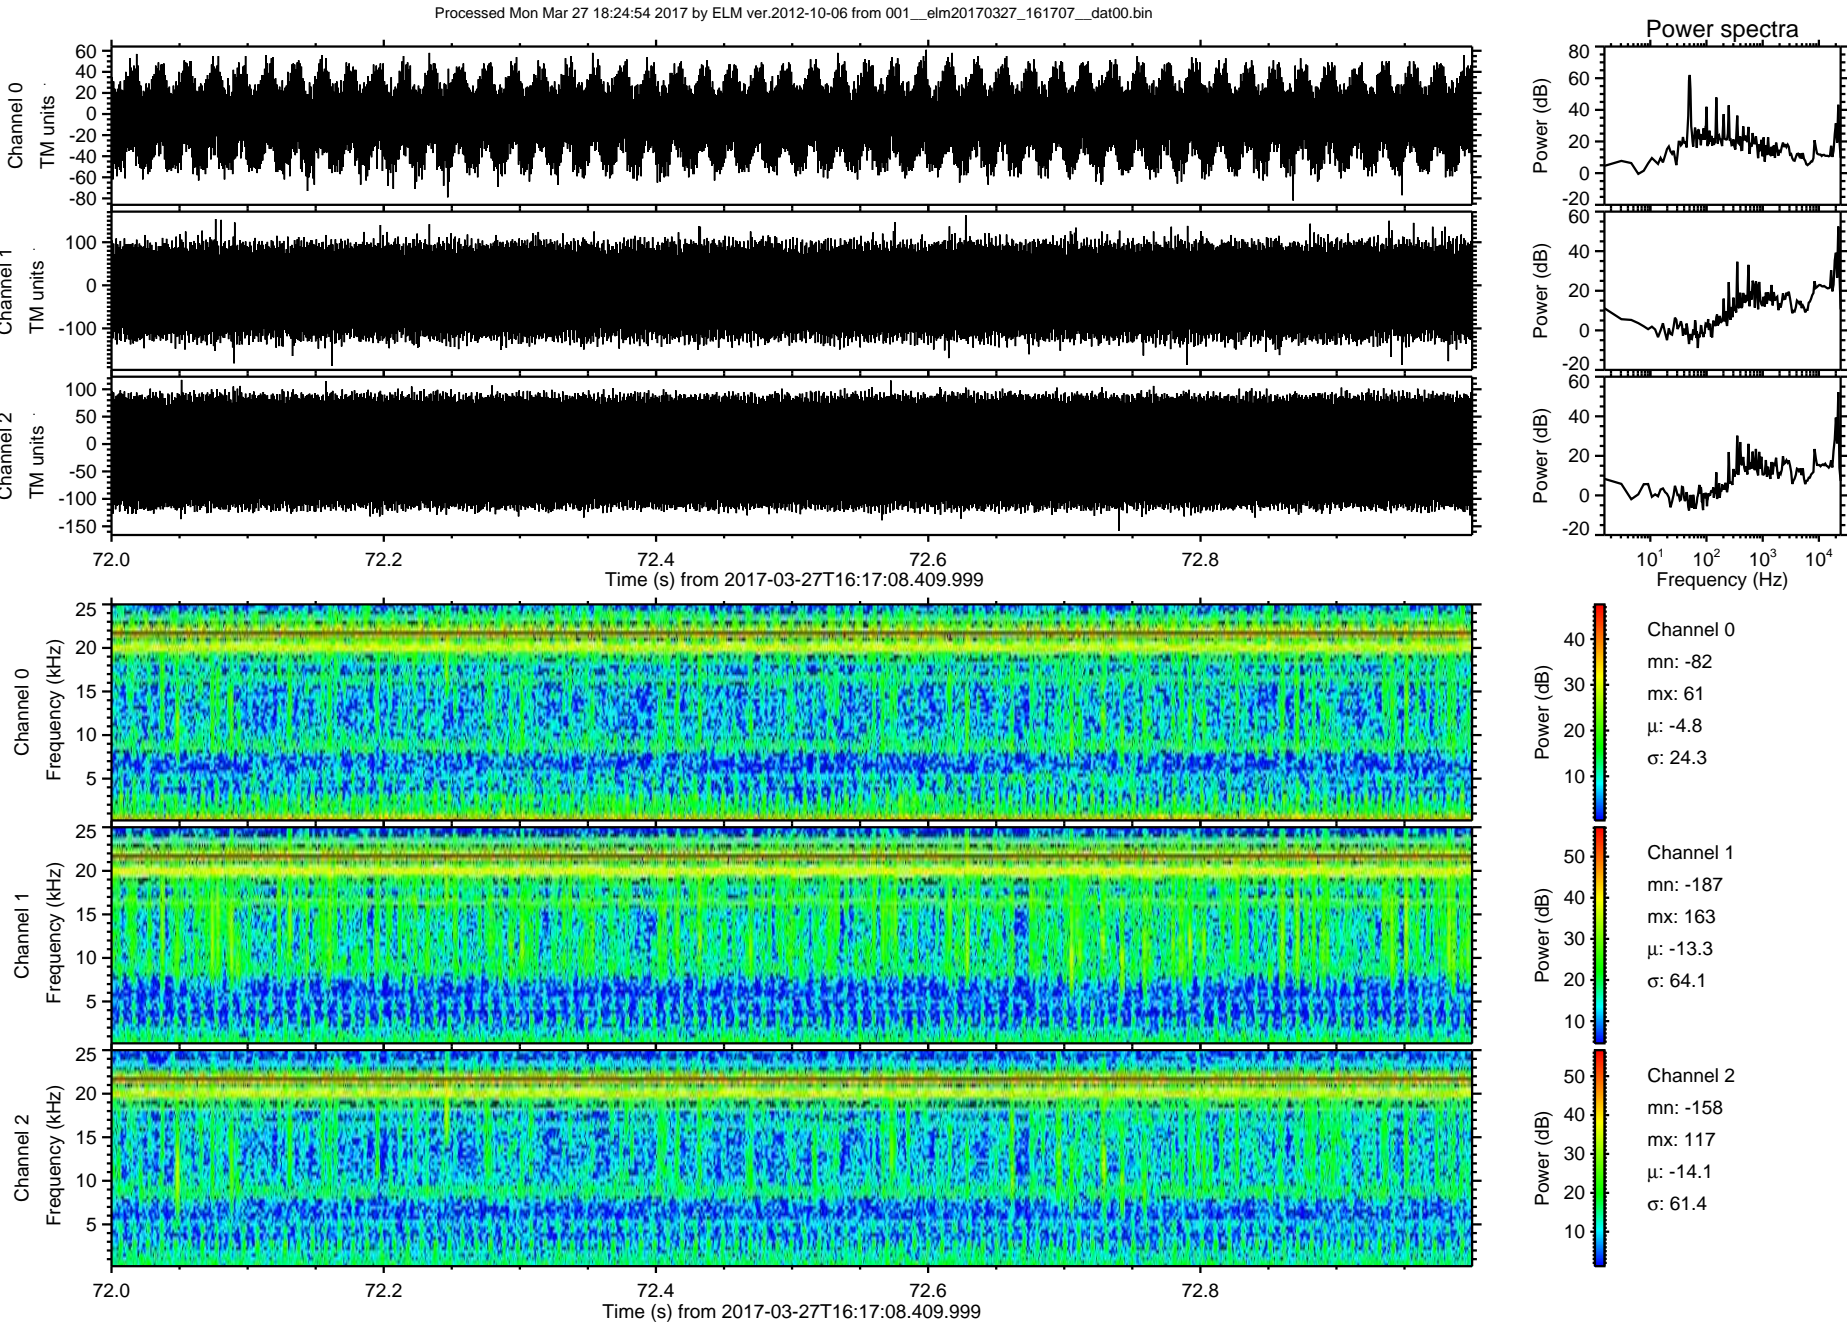 Processed Mon Mar 27 18:24:54 2017 by ELM ver.2012-10-06 from 001__elm20170327_161707__dat00.bin
Power spectra
Channel 0
TM units
60
40
20
0
-20
-40
-60
-80
Power (dB)
80
60
40
20
0
-20
Channel 1
TM units
100
0
-100
Power (dB)
60
40
20
0
-20
Channel 2
TM units
100
50
0
-50
-100
-150
Power (dB)
60
40
20
0
-20
72.0 72.2 72.4 72.6 72.8
Time (s) from 2017-03-27T16:17:08.409.999
10^1 10^2 10^3 10^4
Frequency (Hz)
Channel 0
Frequency (kHz)
25
20
15
10
5
Power (dB)
40
30
20
10
Channel 0
mn: -82
mx: 61
μ: -4.8
σ: 24.3
Channel 1
Frequency (kHz)
25
20
15
10
5
Power (dB)
50
40
30
20
10
Channel 1
mn: -187
mx: 163
μ: -13.3
σ: 64.1
Channel 2
Frequency (kHz)
25
20
15
10
5
Power (dB)
50
40
30
20
10
Channel 2
mn: -158
mx: 117
μ: -14.1
σ: 61.4
72.0 72.2 72.4 72.6 72.8
Time (s) from 2017-03-27T16:17:08.409.999